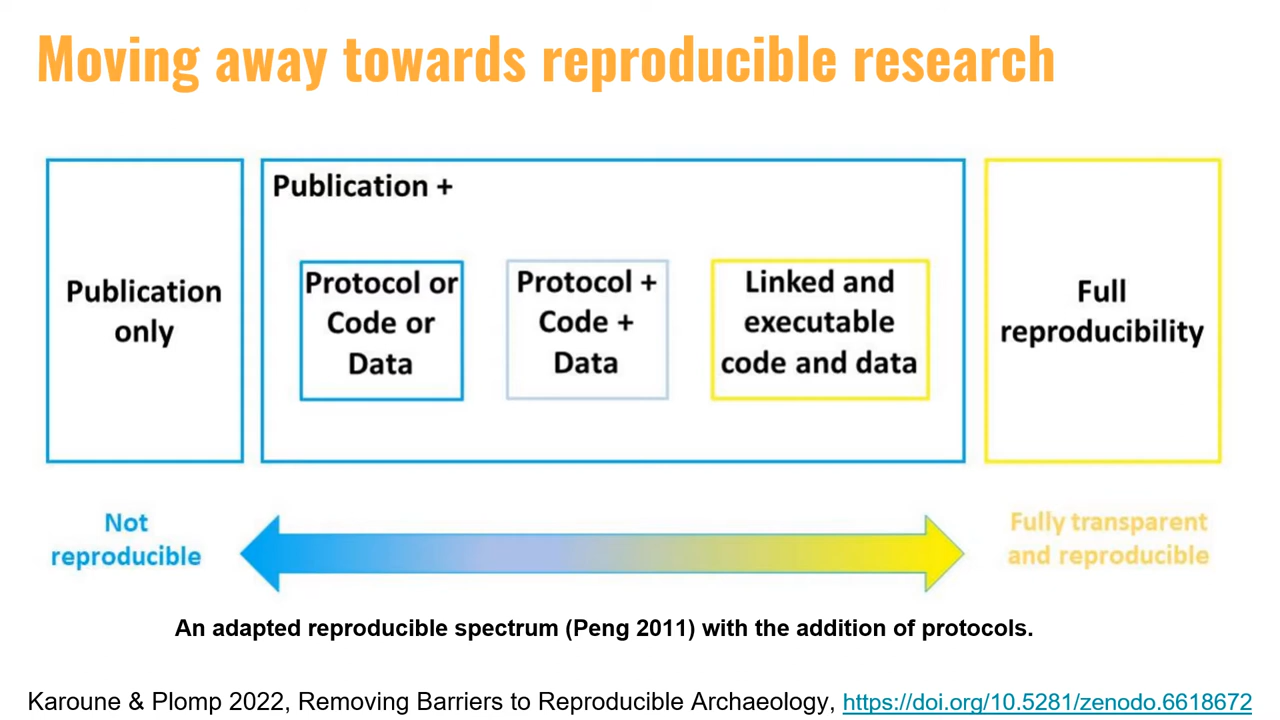 Moving away towards reproducible research
Publication
only
Publication +
Protocol or
Code or
Data
Protocol +
Code +
Data
Linked and
executable
code and data
Full
reproducibility
Not
reproducible
Fully transparent
and reproducible
An adapted reproducible spectrum (Peng 2011) with the addition of protocols.
Karoune & Plomp 2022, Removing Barriers to Reproducible Archaeology, https://doi.org/10.5281/zenodo.6618672